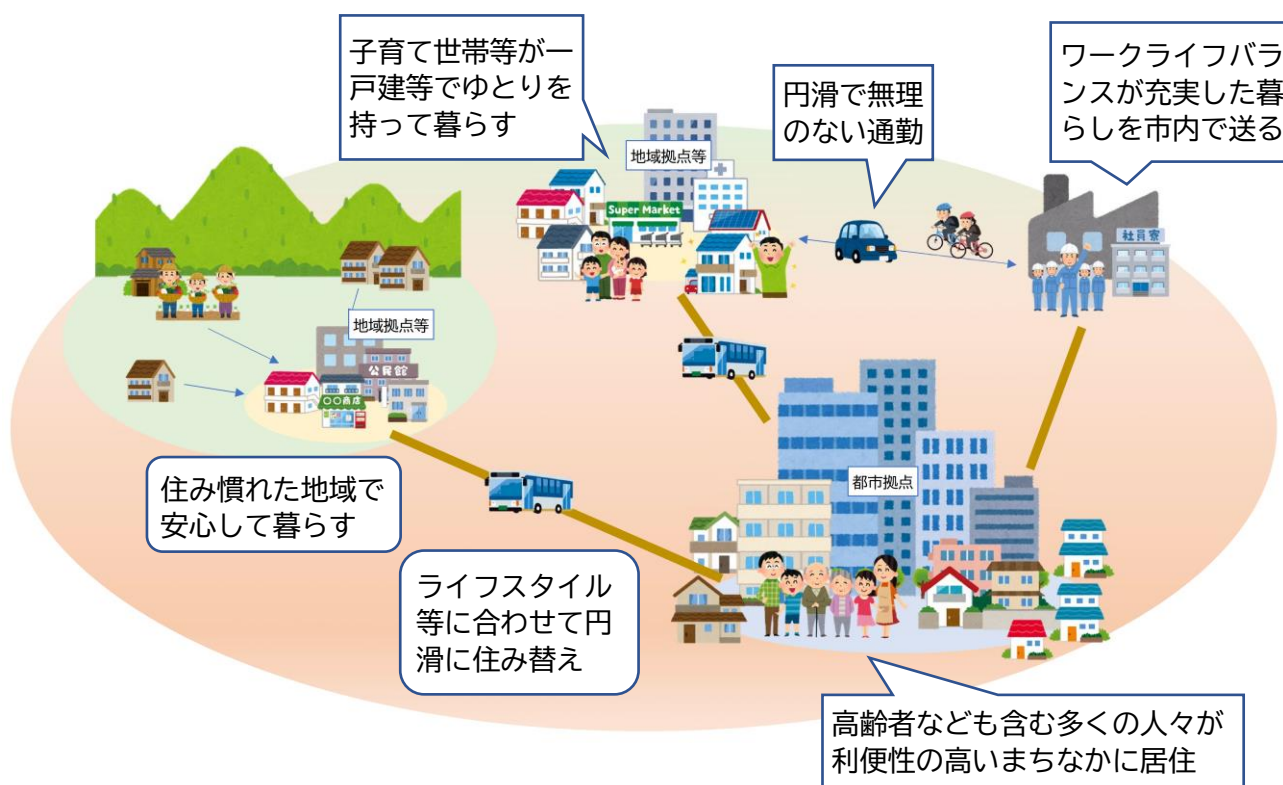 子育て世帯等が一
戸建等でゆとりを
持って暮らす
円滑で無理
のない通勤
ワークライフバラ
ンスが充実した暮
らしを市内で送る
地域拠点等
Super Market
社員寮
地域拠点等
公民館
〇〇商店
住み慣れた地域で
安心して暮らす
都市拠点
ライフスタイル
等に合わせて円
滑に住み替え
高齢者なども含む多くの人々が
利便性の高いまちなかに居住